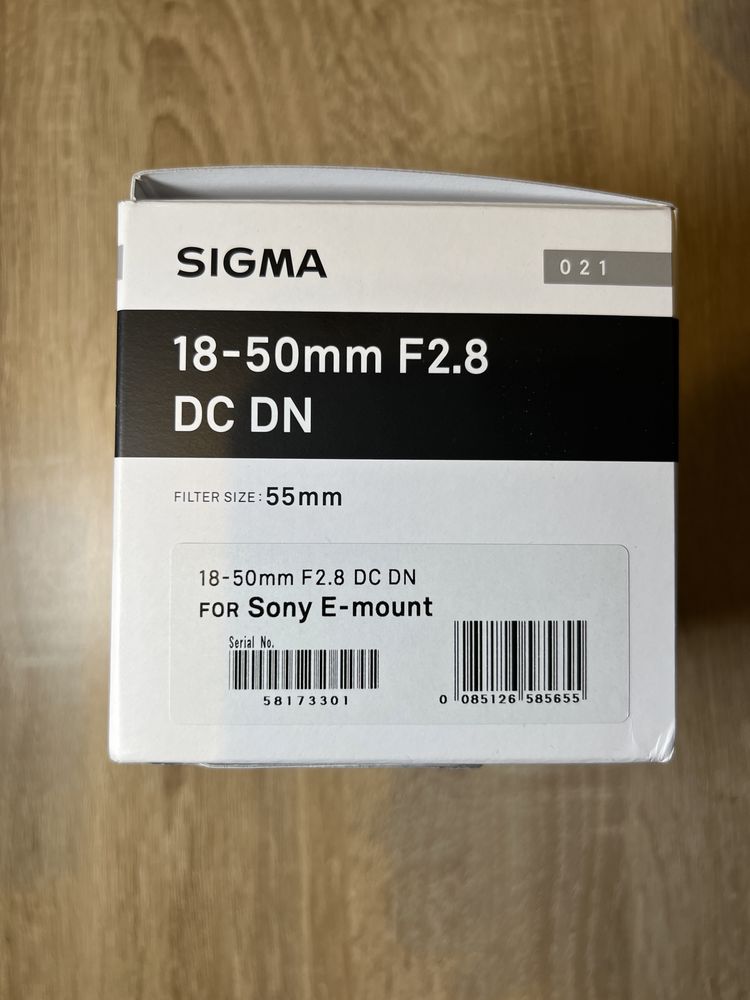 SIGMA
021
18-50mm F2.8
DC DN
FILTER SIZE: 55mm
18-50mm F2.8 DC DN
FOR Sony E-mount
Serial No.
58173301
0 085126 585655